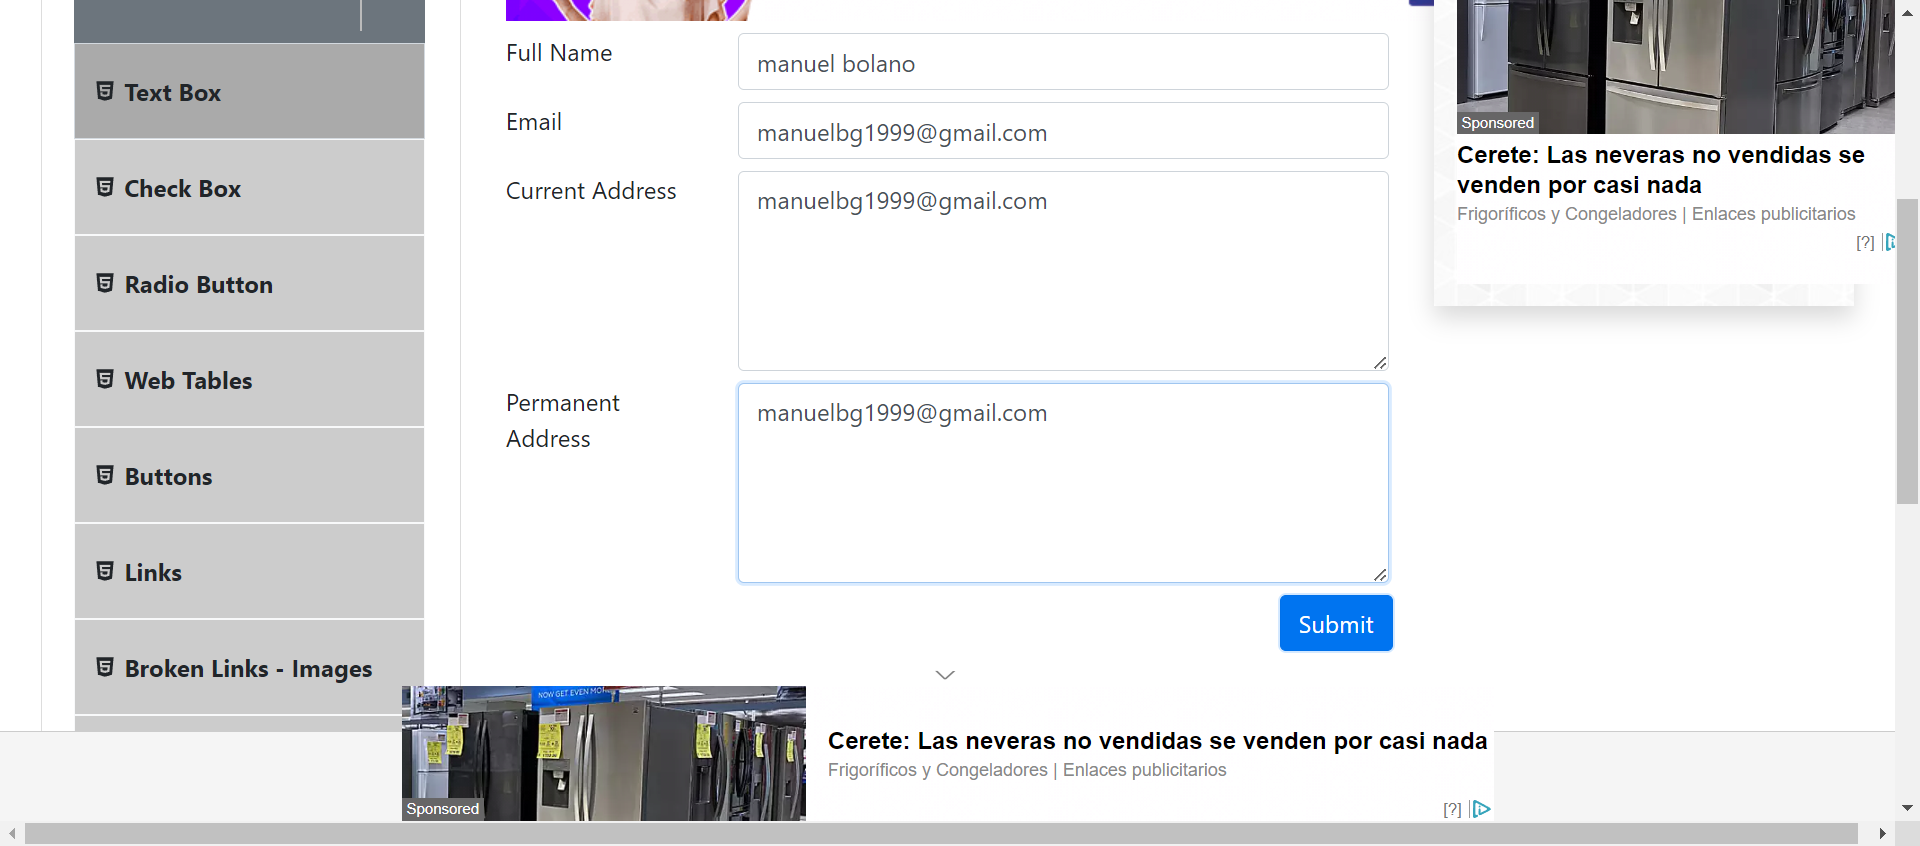 Text Box
Check Box
Radio Button
Web Tables
Buttons
Links
Broken Links - Images
Full Name
manuel bolano
Email
manuelbg1999@gmail.com
Current Address
manuelbg1999@gmail.com
Permanent
Address
manuelbg1999@gmail.com
Submit
Sponsored
Cerete: Las neveras no vendidas se
venden por casi nada
Frigoríficos y Congeladores | Enlaces publicitarios
[?]
NOW GET EVEN MO
Sponsored
Cerete: Las neveras no vendidas se venden por casi nada
Frigoríficos y Congeladores | Enlaces publicitarios
[?]